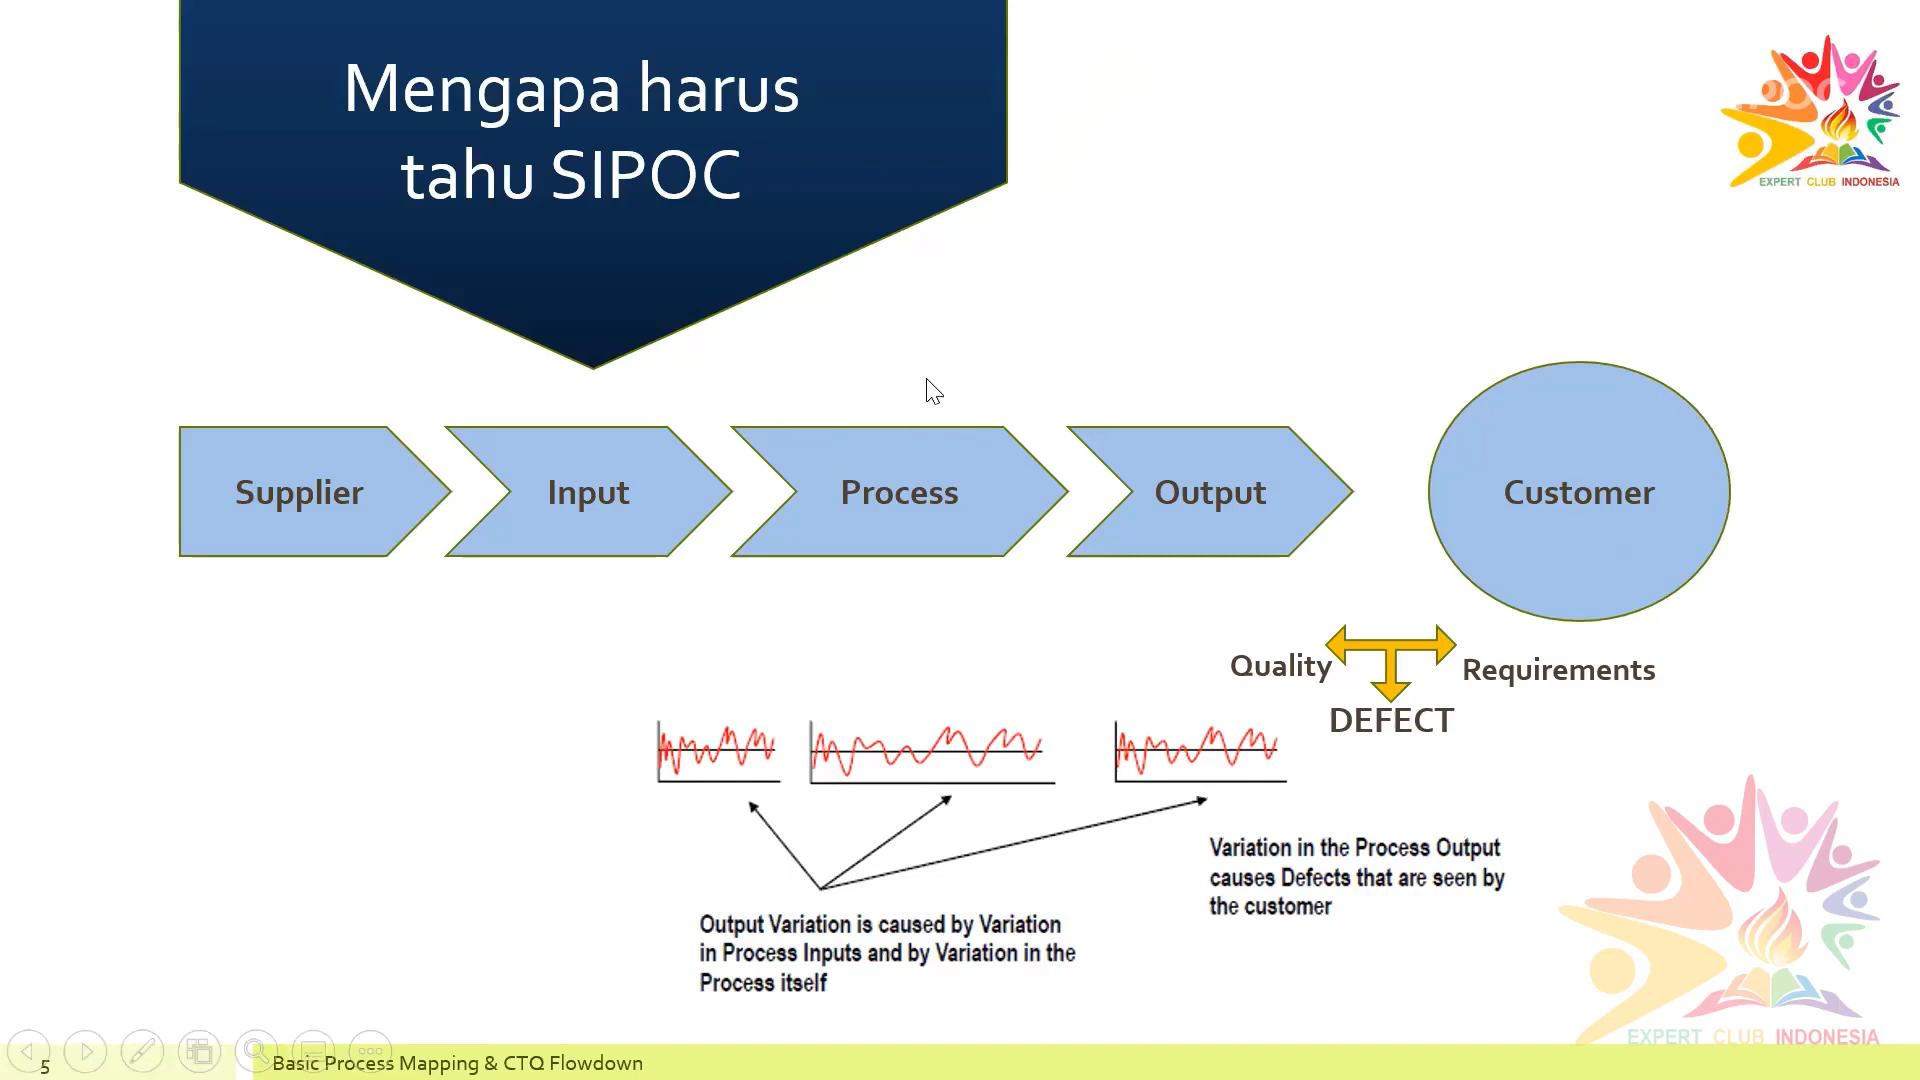 Mengapa harus
tahu SIPOC
EXPERT CLUB INDONESIA
Supplier
Input
Process
Output
Customer
Quality
Requirements
DEFECT
Variation in the Process Output
causes Defects that are seen by
the customer
Output Variation is caused by Variation
in Process Inputs and by Variation in the
Process itself
EXPERT CLUB INDONESIA
5
Basic Process Mapping & CTQ Flowdown